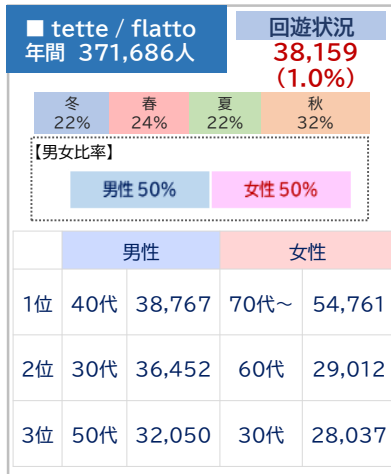 ■ tette / flatto
年間 371,686人
回遊状況
38,159
(1.0%)
冬 春 夏 秋
22% 24% 22% 32%
【男女比率】
男性 50% 女性 50%
男性 女性
1位 40代 38,767 70代～ 54,761
2位 30代 36,452 60代 29,012
3位 50代 32,050 30代 28,037